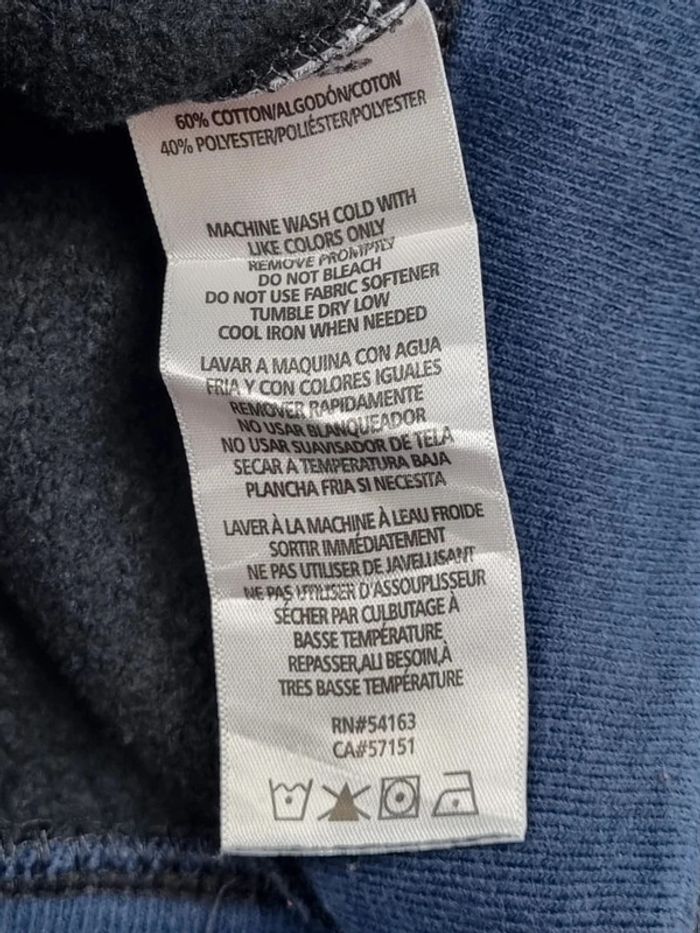 60% COTTON/ALGODÓN/COTON
40% POLYESTER/POLIÉSTER/POLYESTER
MACHINE WASH COLD WITH
LIKE COLORS ONLY
REMOVE PROMPTLY
DO NOT BLEACH
DO NOT USE FABRIC SOFTENER
TUMBLE DRY LOW
COOL IRON WHEN NEEDED
LAVAR A MAQUINA CON AGUA
FRIA Y CON COLORES IGUALES
REMOVER RAPIDAMENTE
NO USAR BLANQUEADOR
NO USAR SUAVISADOR DE TELA
SECAR A TEMPERATURA BAJA
PLANCHA FRIA SI NECESITA
LAVER À LA MACHINE À LEAU FROIDE
SORTIR IMMÉDIATEMENT
NE PAS UTILISER DE JAVELLISANT
NE PAS UTILISER D'ASSOUPLISSEUR
SÉCHER PAR CULBUTAGE À
BASSE TEMPÉRATURE
REPASSER,ALI BESOIN,À
TRES BASSE TEMPÉRATURE
RN#54163
CA#57151